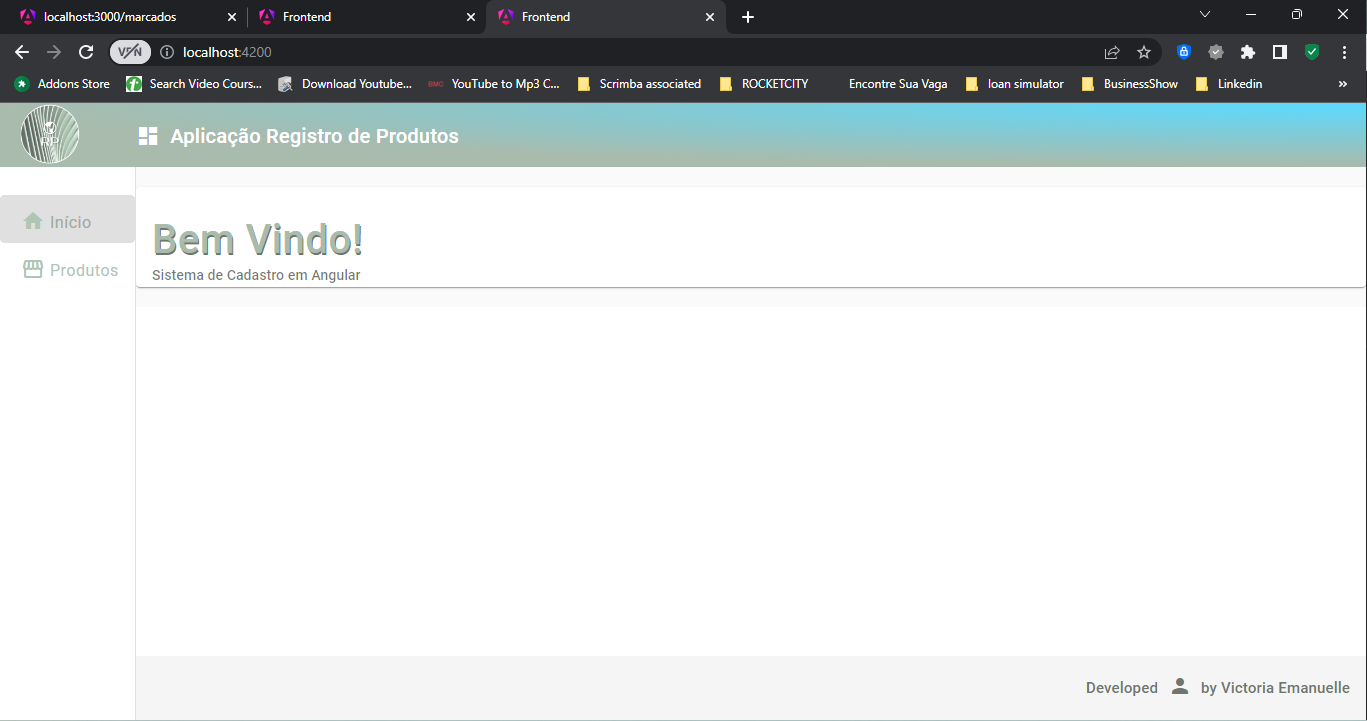 localhost:3000/marcados
Frontend
Frontend
VPN
localhost:4200
Addons Store
Search Video Cours...
Download Youtube...
YouTube to Mp3 C...
Scrimba associated
ROCKETCITY
Encontre Sua Vaga
loan simulator
BusinessShow
Linkedin
»
RP
Aplicação Registro de Produtos
Início
Produtos
Bem Vindo!
Sistema de Cadastro em Angular
Developed by Victoria Emanuelle